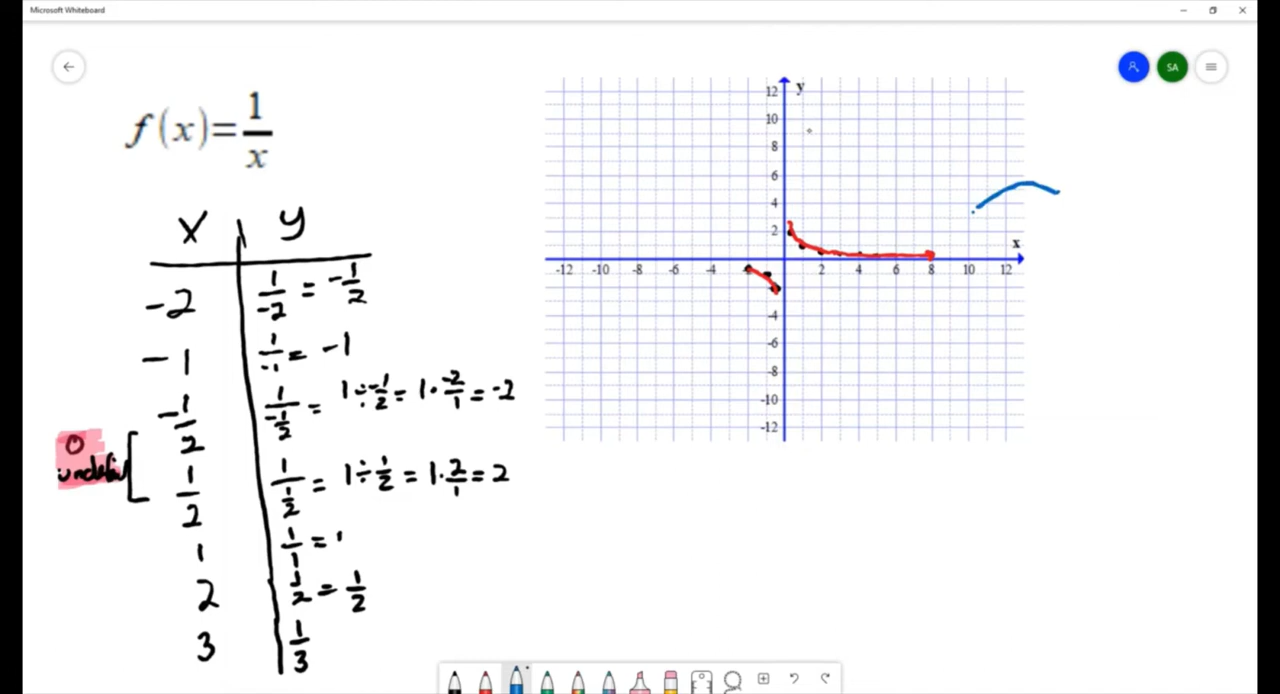 Microsoft Whiteboard
SA
f(x)=1/x
x y
-2 1/-2 = -1/2
-1 1/-1 = -1
-1/2 1/(-1/2) = 1 ÷ -1/2 = 1 · -2/1 = -2
0
1/2 1/(1/2) = 1 ÷ 1/2 = 1 · 2/1 = 2
1 1/1 = 1
2 1/2 = 1/2
3 1/3
y
12
10
8
6
4
2
x
-12 -10 -8 -6 -4 2 4 6 8 10 12
-4
-6
-8
-10
-12